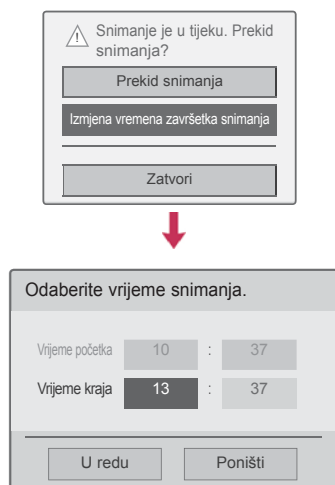 Snimanje je u tijeku. Prekid
snimanja?
Prekid snimanja
Izmjena vremena završetka snimanja
Zatvori
Odaberite vrijeme snimanja.
Vrijeme početka 10 : 37
Vrijeme kraja 13 : 37
U redu Poništi